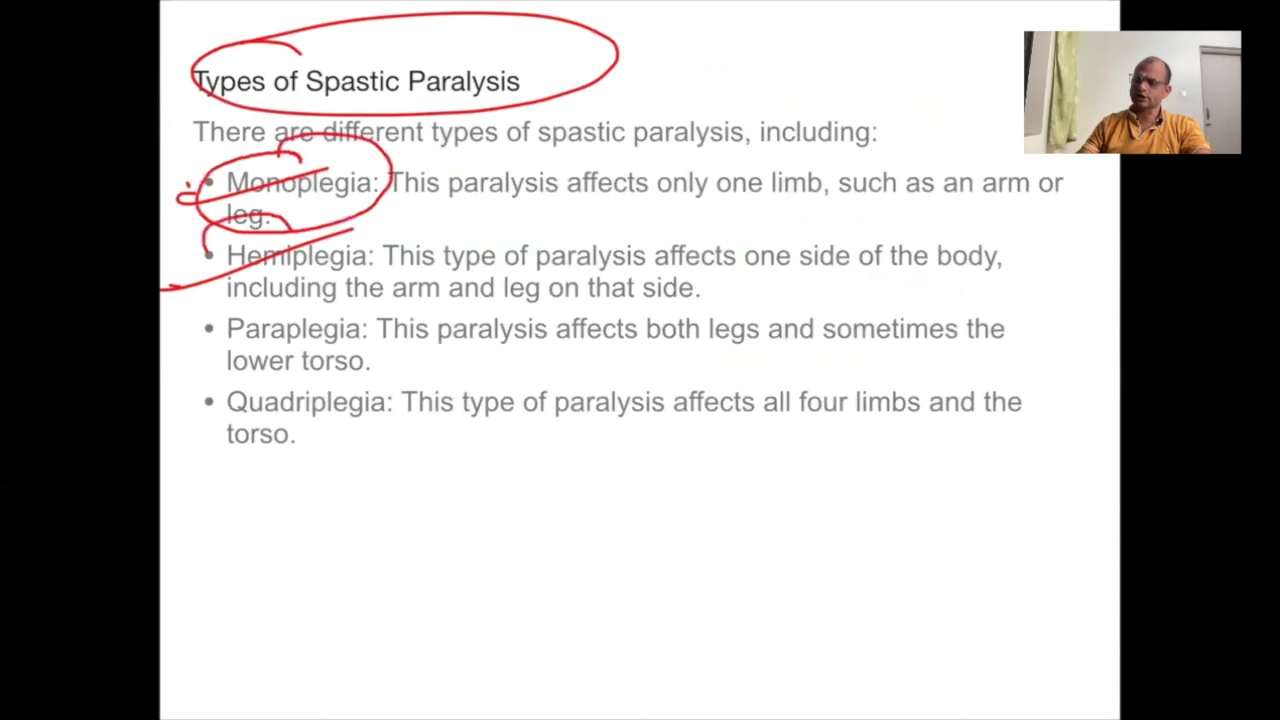 Types of Spastic Paralysis
There are different types of spastic paralysis, including:
• Monoplegia: This paralysis affects only one limb, such as an arm or
leg.
• Hemiplegia: This type of paralysis affects one side of the body,
including the arm and leg on that side.
• Paraplegia: This paralysis affects both legs and sometimes the
lower torso.
• Quadriplegia: This type of paralysis affects all four limbs and the
torso.